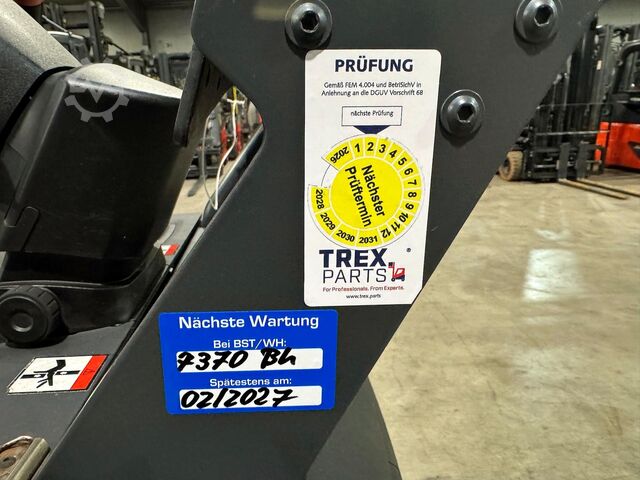 PRÜFUNG
Gemäß FEM 4.004 und BetrSichV in
Anlehnung an die DGUV Vorschrift 68
nächste Prüfung
2026 1 2 3 4 5 6 7 8 9 10 11 12
2028 2029 2030 2031
Nächster
Prüftermin
TREX®
PARTS
For Professionals. From Experts.
www.trex.parts
Nächste Wartung
Bei BST/WH:
7370 Bh
Spätestens am:
02/2027